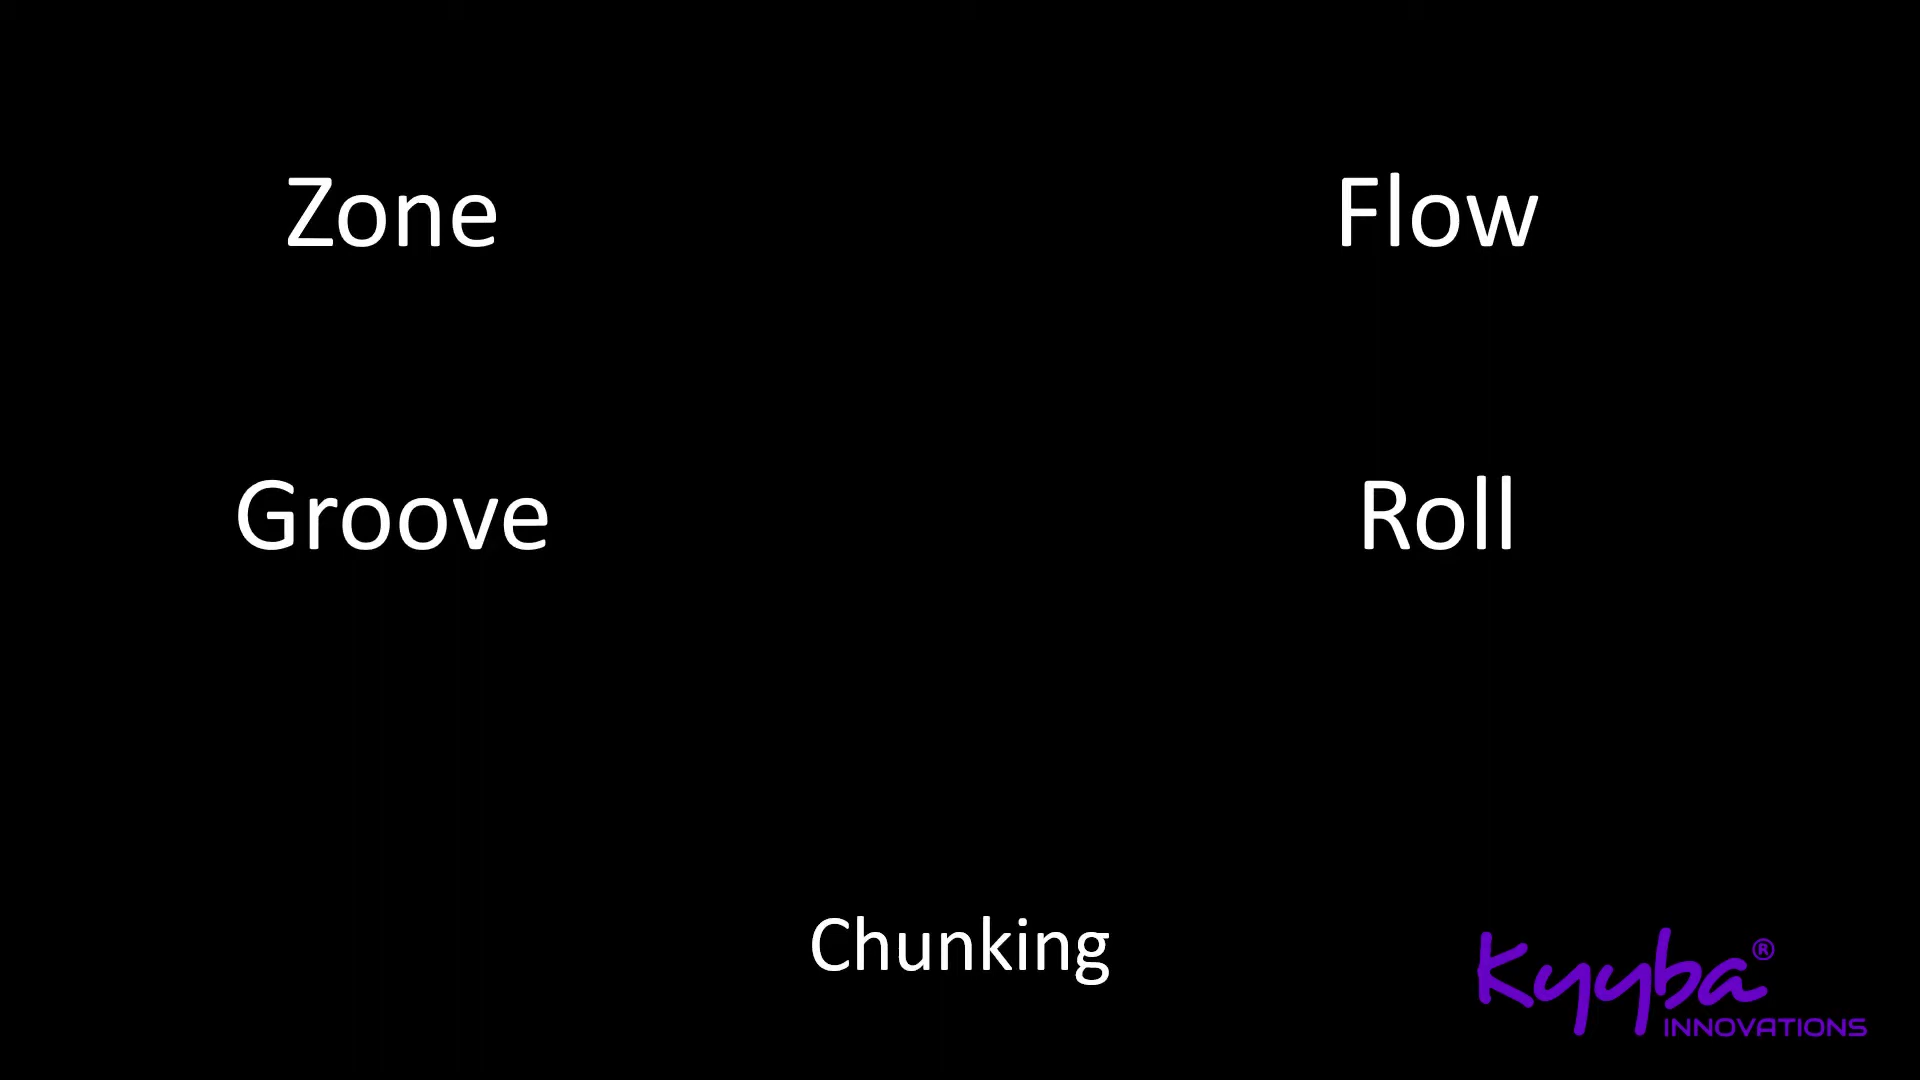 Zone
Flow
Groove
Roll
Chunking
Kyyba®
INNOVATIONS